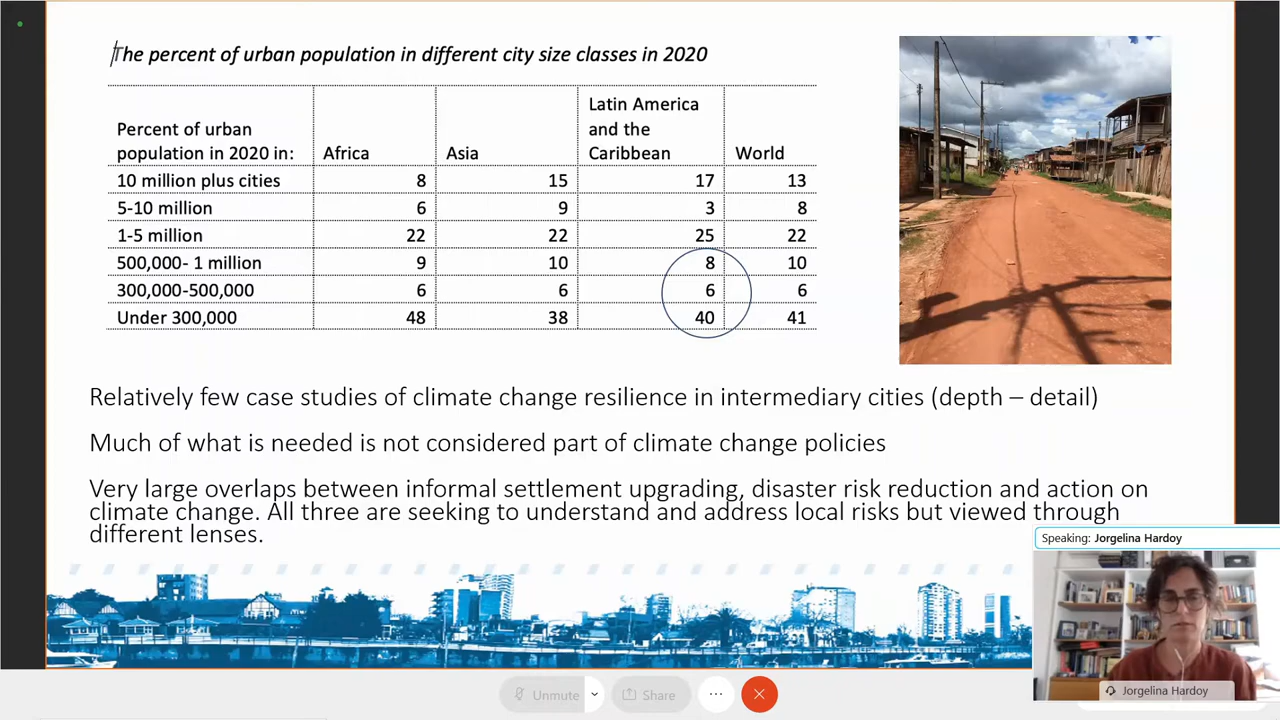 The percent of urban population in different city size classes in 2020
Percent of urban population in 2020 in: Africa Asia Latin America and the Caribbean World
10 million plus cities 8 15 17 13
5-10 million 6 9 3 8
1-5 million 22 22 25 22
500,000- 1 million 9 10 8 10
300,000-500,000 6 6 6 6
Under 300,000 48 38 40 41
Relatively few case studies of climate change resilience in intermediary cities (depth – detail)
Much of what is needed is not considered part of climate change policies
Very large overlaps between informal settlement upgrading, disaster risk reduction and action on
climate change. All three are seeking to understand and address local risks but viewed through
different lenses.
Speaking: Jorgelina Hardoy
Jorgelina Hardoy
Unmute Share